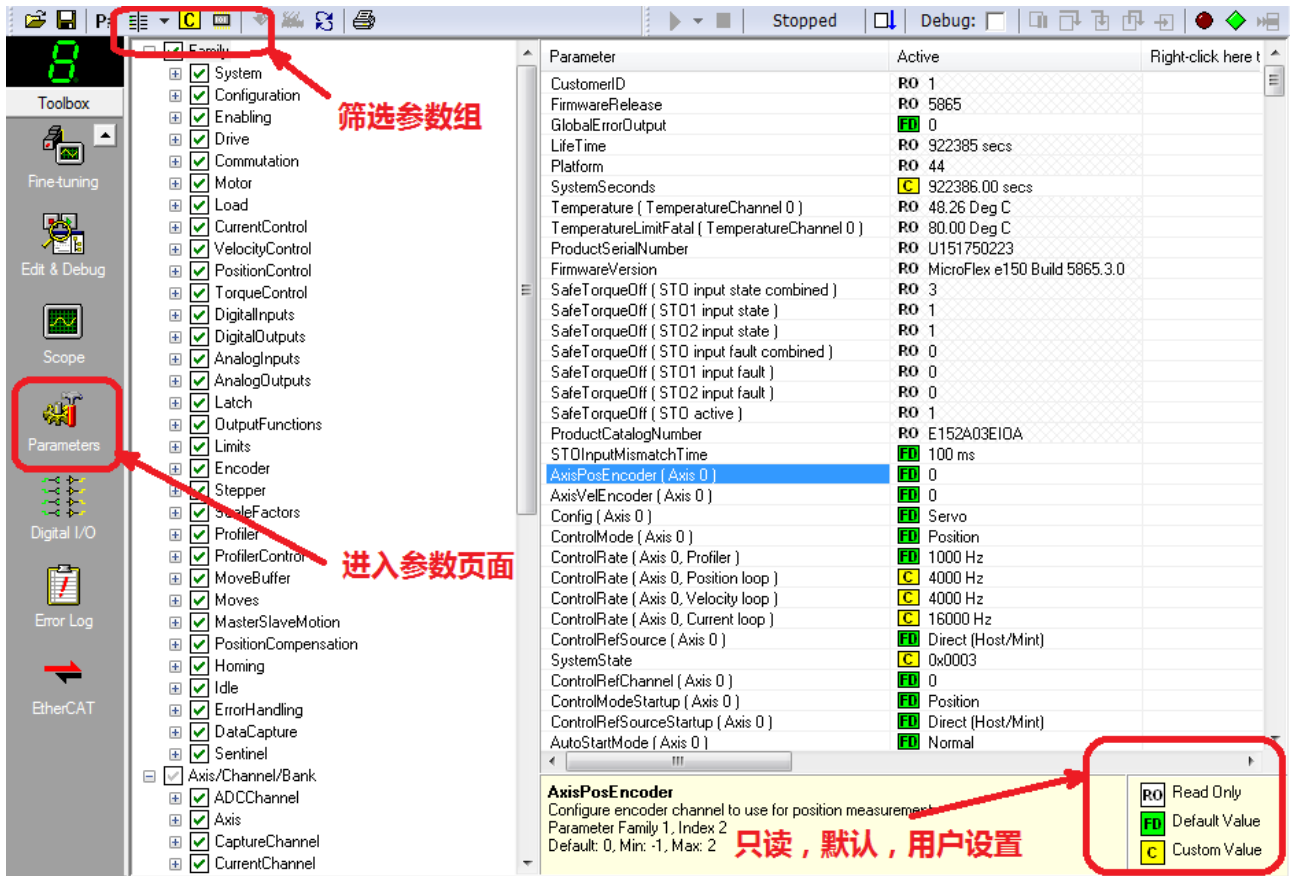 P
C
Stopped
Debug:
Toolbox
Fine-tuning
Edit & Debug
Scope
Parameters
Digital I/O
Error Log
EtherCAT
Family
System
Configuration
Enabling
Drive
Commutation
Motor
Load
CurrentControl
VelocityControl
PositionControl
TorqueControl
DigitalInputs
DigitalOutputs
AnalogInputs
AnalogOutputs
Latch
OutputFunctions
Limits
Encoder
Stepper
ScaleFactors
Profiler
ProfilerControl
MoveBuffer
Moves
MasterSlaveMotion
PositionCompensation
Homing
Idle
ErrorHandling
DataCapture
Sentinel
Axis/Channel/Bank
ADCChannel
Axis
CaptureChannel
CurrentChannel
筛选参数组
进入参数页面
Parameter Active Right-click here t
CustomerID RO 1
FirmwareRelease RO 5865
GlobalErrorOutput FD 0
LifeTime RO 922385 secs
Platform RO 44
SystemSeconds C 922386.00 secs
Temperature ( TemperatureChannel 0 ) RO 48.26 Deg C
TemperatureLimitFatal ( TemperatureChannel 0 ) RO 80.00 Deg C
ProductSerialNumber RO U151750223
FirmwareVersion RO MicroFlex e150 Build 5865.3.0
SafeTorqueOff ( STO input state combined ) RO 3
SafeTorqueOff ( STO1 input state ) RO 1
SafeTorqueOff ( STO2 input state ) RO 1
SafeTorqueOff ( STO input fault combined ) RO 0
SafeTorqueOff ( STO1 input fault ) RO 0
SafeTorqueOff ( STO2 input fault ) RO 0
SafeTorqueOff ( STO active ) RO 1
ProductCatalogNumber RO E152A03EIOA
STOInputMismatchTime FD 100 ms
AxisPosEncoder ( Axis 0 ) FD 0
AxisVelEncoder ( Axis 0 ) FD 0
Config ( Axis 0 ) FD Servo
ControlMode ( Axis 0 ) FD Position
ControlRate ( Axis 0, Profiler ) FD 1000 Hz
ControlRate ( Axis 0, Position loop ) C 4000 Hz
ControlRate ( Axis 0, Velocity loop ) C 4000 Hz
ControlRate ( Axis 0, Current loop ) C 16000 Hz
ControlRefSource ( Axis 0 ) FD Direct (Host/Mint)
SystemState C 0x0003
ControlRefChannel ( Axis 0 ) FD 0
ControlModeStartup ( Axis 0 ) FD Position
ControlRefSourceStartup ( Axis 0 ) FD Direct (Host/Mint)
AutoStartMode ( Axis 0 ) FD Normal
AxisPosEncoder
Configure encoder channel to use for position measurement
Parameter Family 1, Index 2
Default: 0, Min: -1, Max: 2
只读，默认，用户设置
RO Read Only
FD Default Value
C Custom Value